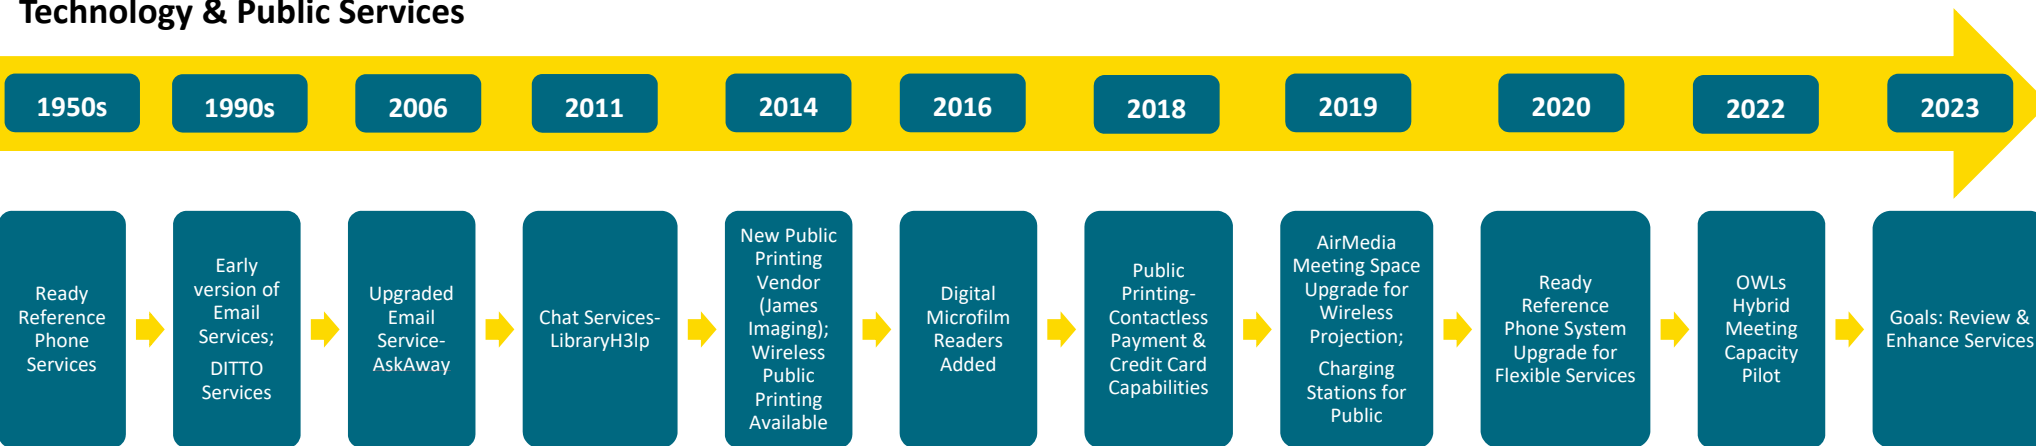 Technology & Public Services
1950s
1990s
2006
2011
2014
2016
2018
2019
2020
2022
2023
Ready
Reference
Phone
Services
Early
version of
Email
Services;
DITTO
Services
Upgraded
Email
Service-
AskAway
Chat Services-
LibraryH3lp
New Public
Printing
Vendor
(James
Imaging);
Wireless
Public
Printing
Available
Digital
Microfilm
Readers
Added
Public
Printing-
Contactless
Payment &
Credit Card
Capabilities
AirMedia
Meeting Space
Upgrade for
Wireless
Projection;
Charging
Stations for
Public
Ready
Reference
Phone System
Upgrade for
Flexible Services
OWLs
Hybrid
Meeting
Capacity
Pilot
Goals: Review &
Enhance Services